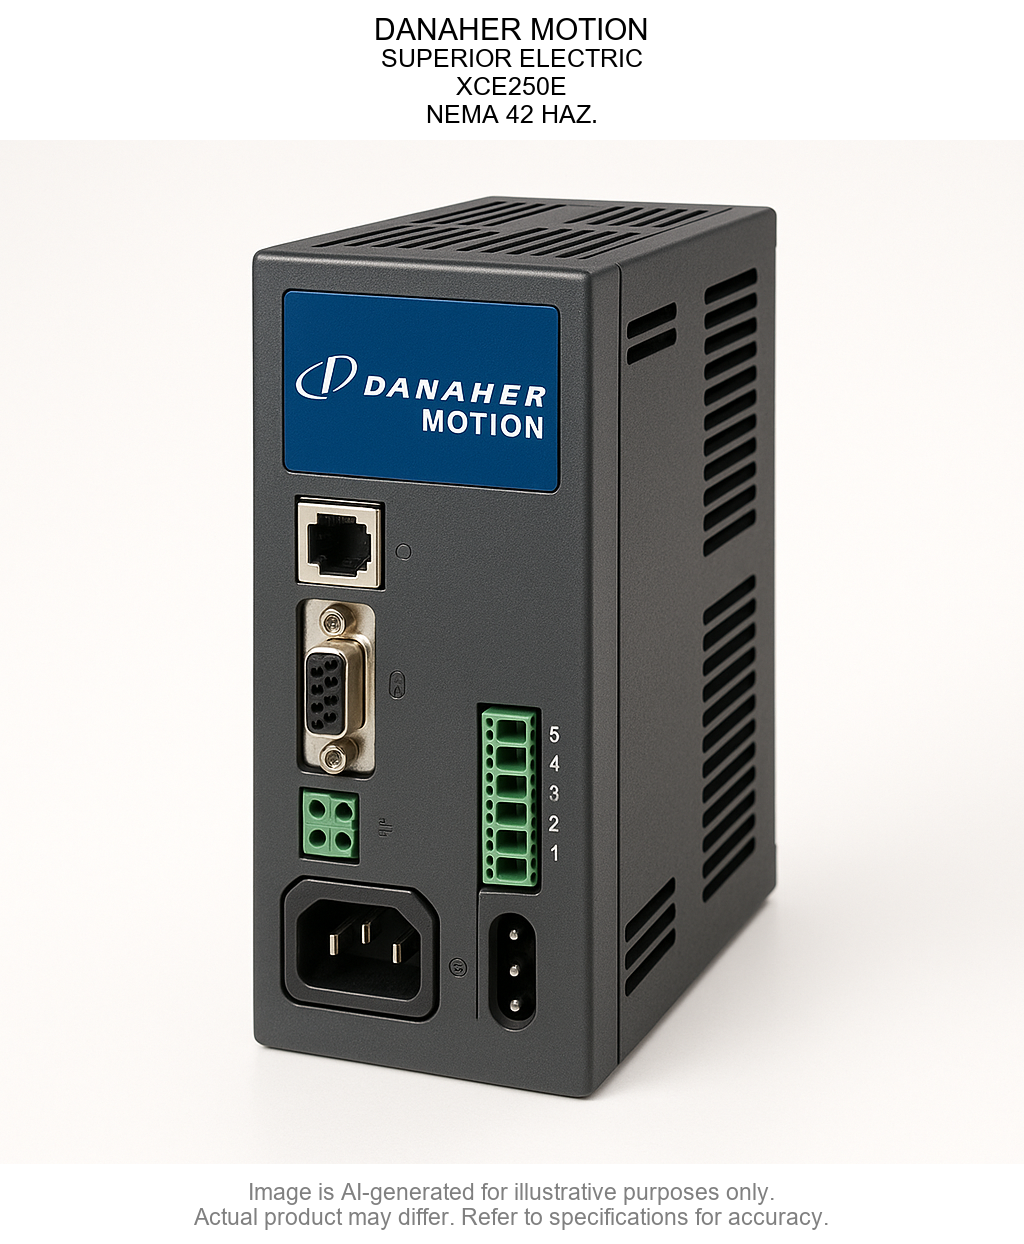 DANAHER MOTION
SUPERIOR ELECTRIC
XCE250E
NEMA 42 HAZ.
DANAHER
MOTION
5
4
3
2
1
Image is AI-generated for illustrative purposes only.
Actual product may differ. Refer to specifications for accuracy.